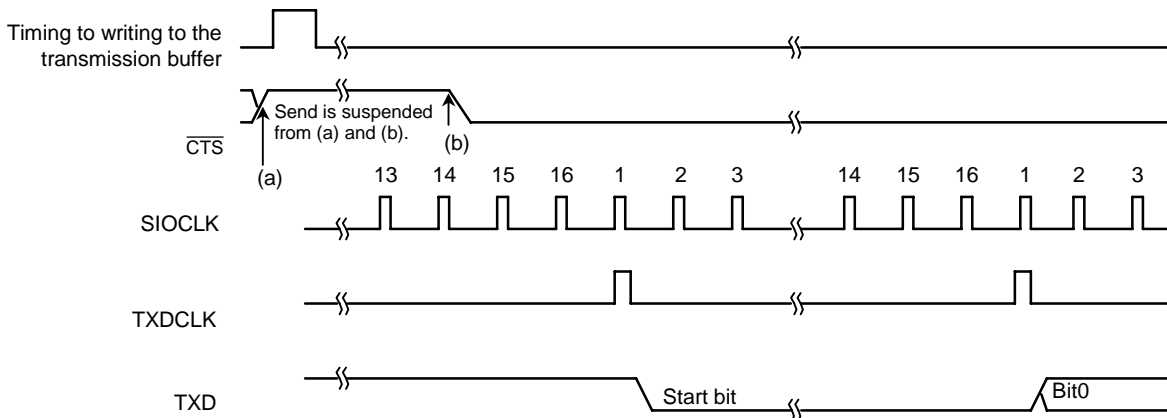 Timing to writing to the
transmission buffer
Send is suspended
from (a) and (b).
CTS
(a)
(b)
13 14 15 16 1 2 3 14 15 16 1 2 3
SIOCLK
TXDCLK
Start bit
Bit0
TXD